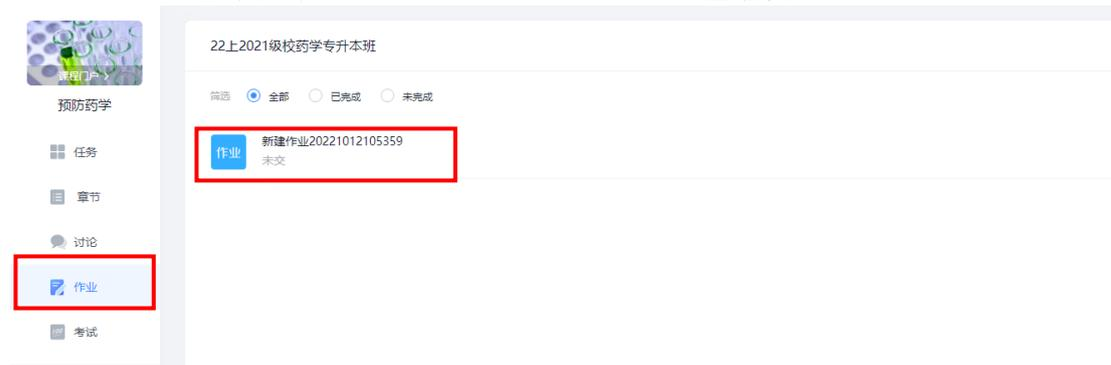 课程门户 >
预防药学
任务
章节
讨论
作业
考试
22上2021级校药学专升本班
筛选 全部 已完成 未完成
作业 新建作业20221012105359
未交